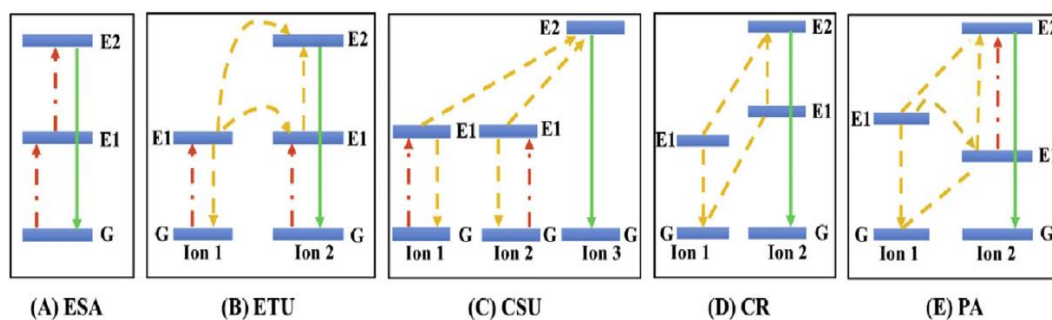 E2
E1
G
(A) ESA
E2
E1
E1
G
G
Ion 1
Ion 2
(B) ETU
E2
E1
E1
G
G
G
Ion 1
Ion 2
Ion 3
(C) CSU
E2
E1
E1
G
G
Ion 1
Ion 2
(D) CR
E2
E1
G
G
Ion 1
Ion 2
(E) PA